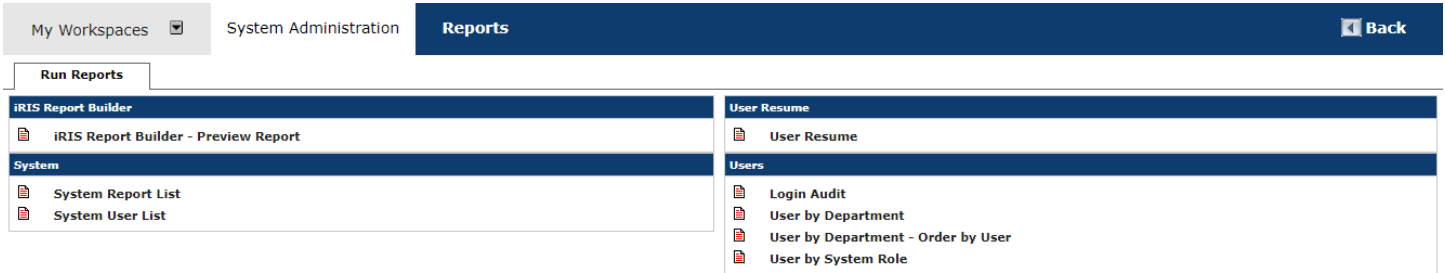 My Workspaces System Administration Reports Back
Run Reports
iRIS Report Builder
iRIS Report Builder - Preview Report
System
System Report List
System User List
User Resume
User Resume
Users
Login Audit
User by Department
User by Department - Order by User
User by System Role